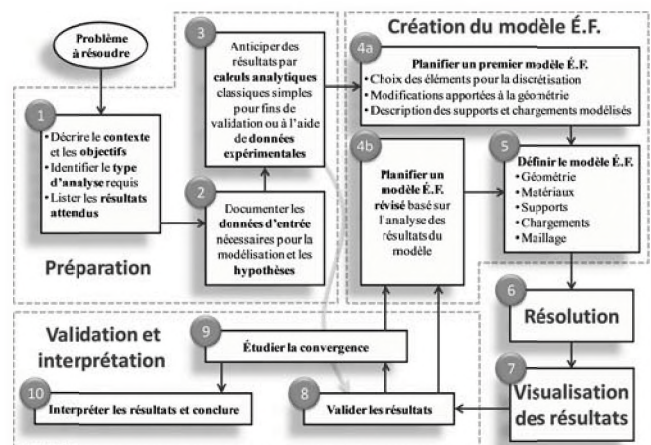 Problème
à résoudre
1
• Décrire le contexte
et les objectifs
• Identifier le type
d'analyse requis
• Lister les résultats
attendus
Préparation
2
Documenter les
données d'entrée
nécessaires pour la
modélisation et les
hypothèses
3
Anticiper des
résultats par
calculs analytiques
classiques simples
pour fins de
validation ou à l'aide
de données
expérimentales
Création du modèle É.F.
4a
Planifier un premier modèle É.F.
• Choix des éléments pour la discrétisation
• Modifications apportées à la géométrie
• Description des supports et chargements modélisés
4b
Planifier un
modèle É.F.
révisé basé sur
l'analyse des
résultats du
modèle
5
Définir le modèle É.F.
• Géométrie
• Matériaux
• Supports
• Chargements
• Maillage
6
Résolution
7
Visualisation
des résultats
Validation et
interprétation
8
Valider les résultats
9
Étudier la convergence
10
Interpréter les résultats et conclure